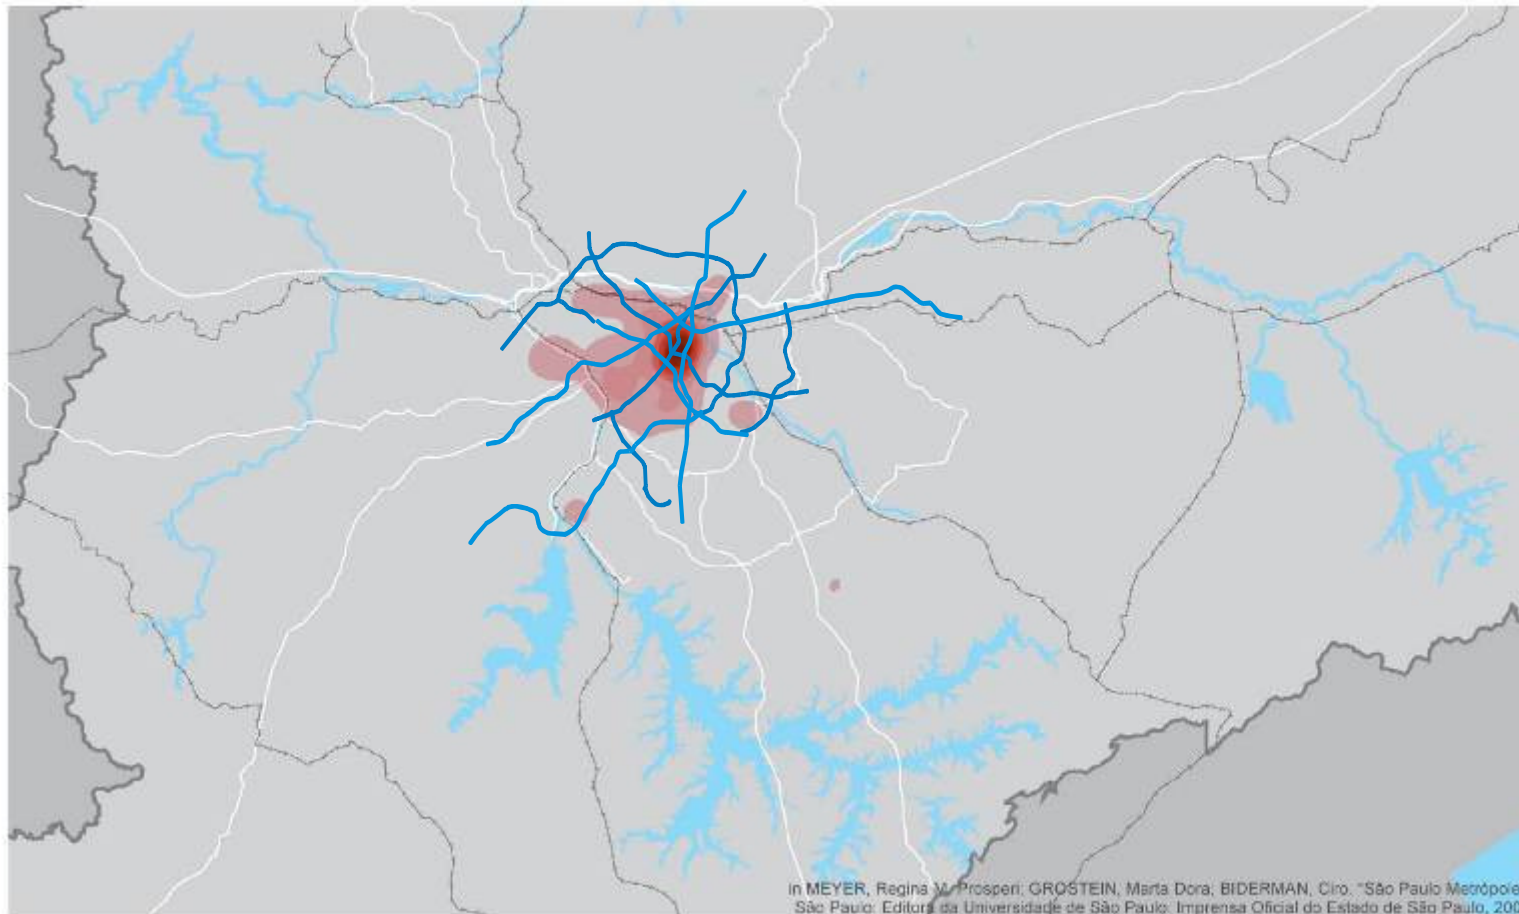 in MEYER, Regina M. Prosperi; GROSTEIN, Marta Dora; BIDERMAN, Ciro. "São Paulo Metrópole
São Paulo: Editora da Universidade de São Paulo: Imprensa Oficial do Estado de São Paulo, 200